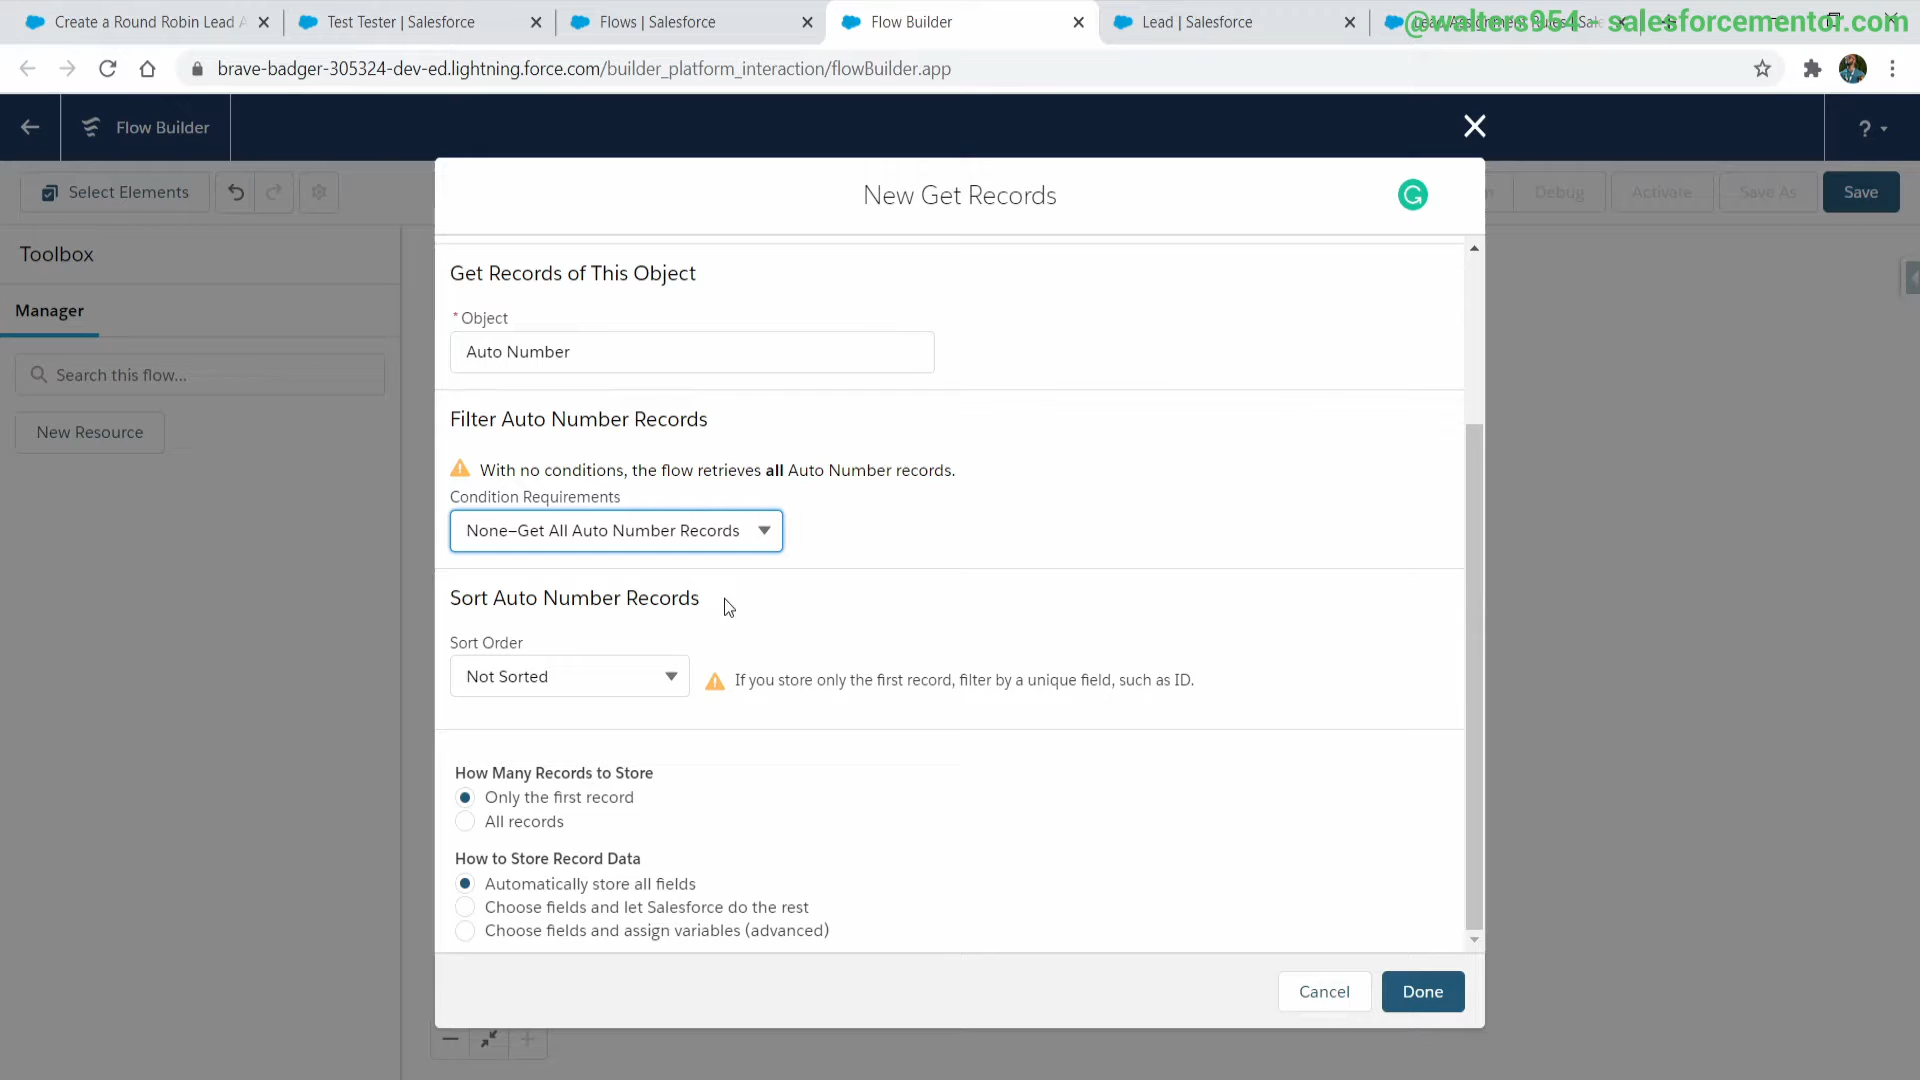 Create a Round Robin Lead
Test Tester | Salesforce
Flows | Salesforce
Flow Builder
Lead | Salesforce
Lead Assignment Rules | Sal
@walters954 - salesforcementor.com
brave-badger-305324-dev-ed.lightning.force.com/builder_platform_interaction/flowBuilder.app
Flow Builder
?
Select Elements
New Get Records
Debug
Activate
Save As
Save
Toolbox
Manager
Search this flow...
New Resource
Get Records of This Object
*Object
Auto Number
Filter Auto Number Records
With no conditions, the flow retrieves all Auto Number records.
Condition Requirements
None–Get All Auto Number Records
Sort Auto Number Records
Sort Order
Not Sorted
If you store only the first record, filter by a unique field, such as ID.
How Many Records to Store
Only the first record
All records
How to Store Record Data
Automatically store all fields
Choose fields and let Salesforce do the rest
Choose fields and assign variables (advanced)
Cancel
Done